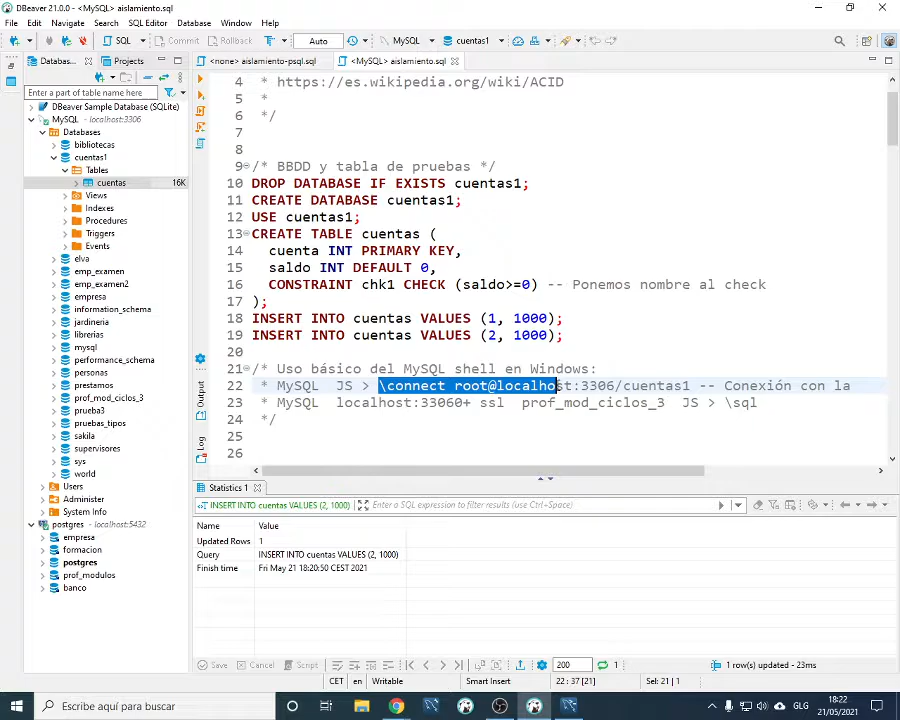 DBeaver 21.0.0 - <MySQL> aislamiento.sql
File Edit Navigate Search SQL Editor Database Window Help
SQL Commit Rollback Auto MySQL cuentas1
Databas... Projects
<none> aislamiento-psql.sql <MySQL> aislamiento.sql
Enter a part of table name here
DBeaver Sample Database (SQLite)
MySQL - localhost:3306
Databases
bibliotecas
cuentas1
Tables
cuentas 16K
Views
Indexes
Procedures
Triggers
Events
elva
emp_examen
emp_examen2
empresa
information_schema
jardineria
librerias
mysql
performance_schema
personas
prestamos
prof_mod_ciclos_3
prueba3
pruebas_tipos
sakila
supervisores
sys
world
Users
Administer
System Info
postgres - localhost:5432
empresa
formacion
postgres
prof_modulos
banco
4 * https://es.wikipedia.org/wiki/ACID
5 *
6 */
7
8
9 /* BBDD y tabla de pruebas */
10 DROP DATABASE IF EXISTS cuentas1;
11 CREATE DATABASE cuentas1;
12 USE cuentas1;
13 CREATE TABLE cuentas (
14 cuenta INT PRIMARY KEY,
15 saldo INT DEFAULT 0,
16 CONSTRAINT chk1 CHECK (saldo>=0) -- Ponemos nombre al check
17 );
18 INSERT INTO cuentas VALUES (1, 1000);
19 INSERT INTO cuentas VALUES (2, 1000);
20
21 /* Uso básico del MySQL shell en Windows:
22 * MySQL JS > \connect root@localhost:3306/cuentas1 -- Conexión con la
23 * MySQL localhost:33060+ ssl prof_mod_ciclos_3 JS > \sql
24 */
25
26
Output
Log
Statistics 1
INSERT INTO cuentas VALUES (2, 1000) Enter a SQL expression to filter results (use Ctrl+Space)
Name Value
Updated Rows 1
Query INSERT INTO cuentas VALUES (2, 1000)
Finish time Fri May 21 18:20:50 CEST 2021
Save Cancel Script 200 1 1 row(s) updated - 23ms
CET en Writable Smart Insert 22 : 37 [21] Sel: 21 | 1
Escribe aquí para buscar
GLG
18:22
21/05/2021